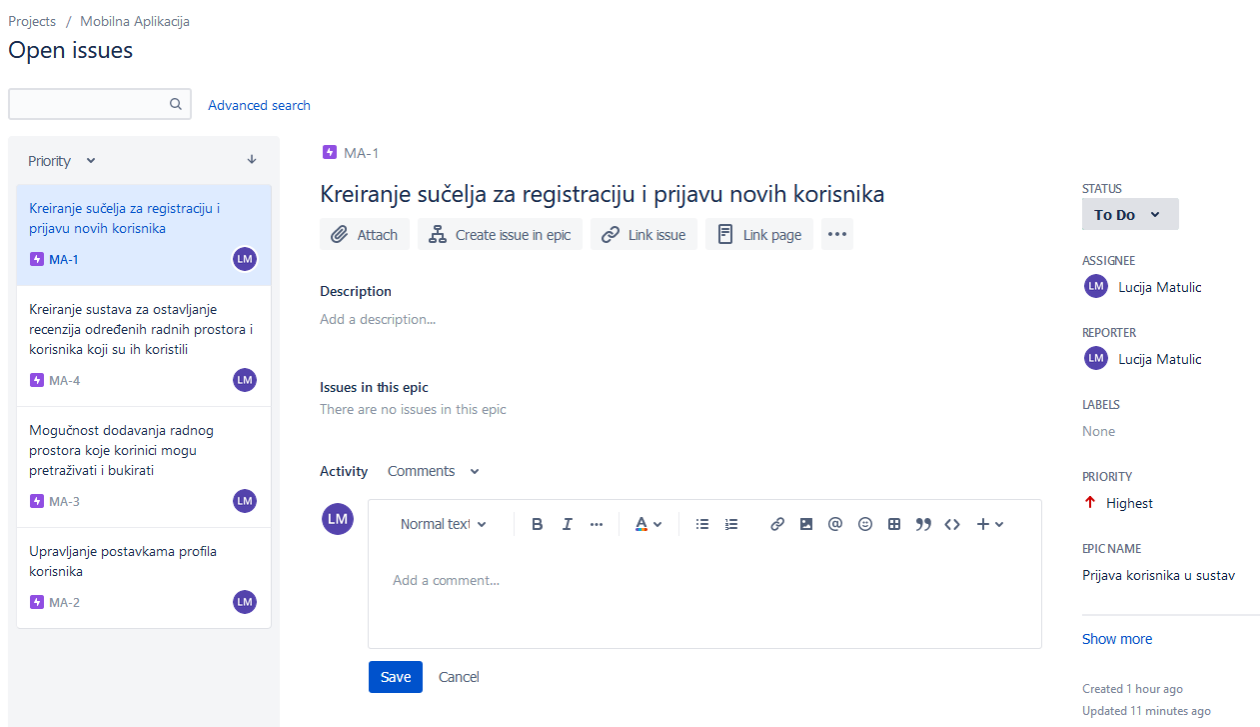 Projects / Mobilna Aplikacija
Open issues
Advanced search
Priority
Kreiranje sučelja za registraciju i
prijavu novih korisnika
MA-1
LM
Kreiranje sustava za ostavljanje
recenzija određenih radnih prostora i
korisnika koji su ih koristili
MA-4
LM
Mogučnost dodavanja radnog
prostora koje korinici mogu
pretraživati i bukirati
MA-3
LM
Upravljanje postavkama profila
korisnika
MA-2
LM
MA-1
Kreiranje sučelja za registraciju i prijavu novih korisnika
Attach
Create issue in epic
Link issue
Link page
Description
Add a description...
Issues in this epic
There are no issues in this epic
Activity
Comments
LM
Normal text
B
I
A
Add a comment...
Save
Cancel
STATUS
To Do
ASSIGNEE
LM
Lucija Matulic
REPORTER
LM
Lucija Matulic
LABELS
None
PRIORITY
Highest
EPIC NAME
Prijava korisnika u sustav
Show more
Created 1 hour ago
Updated 11 minutes ago